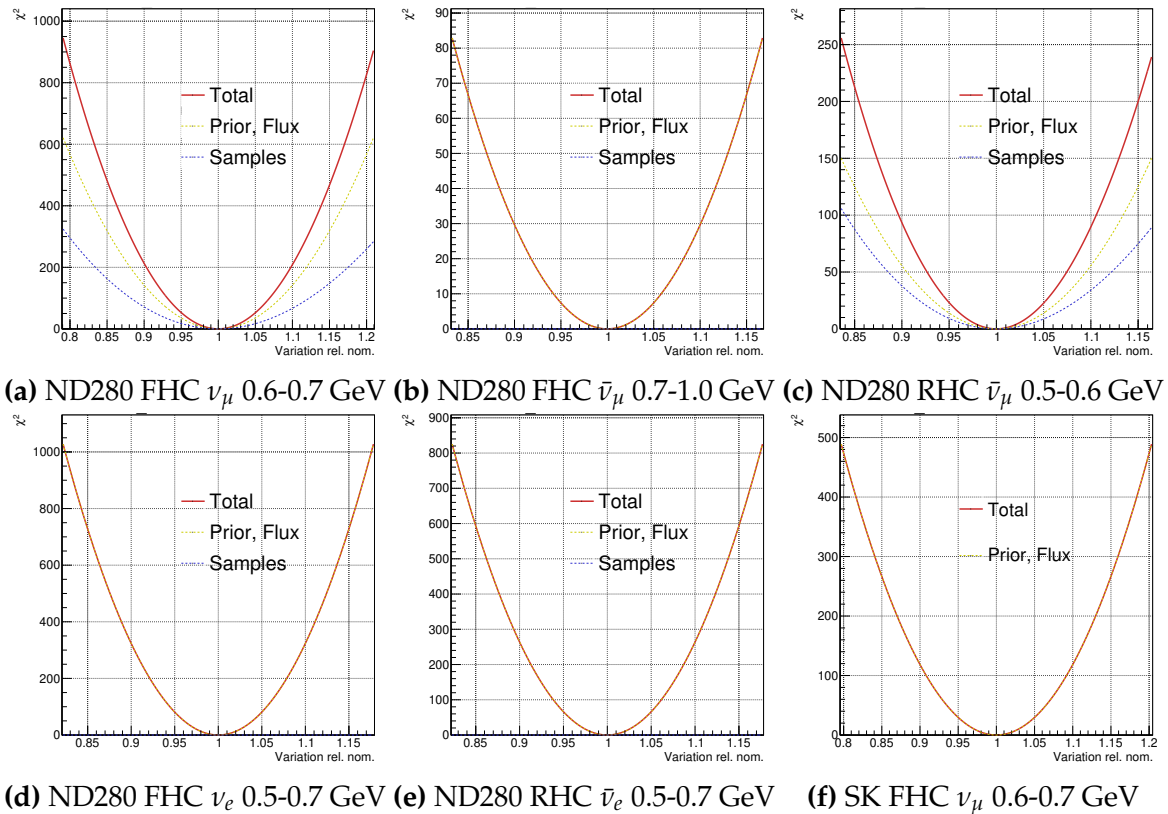 χ²
1000
800
600
400
200
0
Total
Prior, Flux
Samples
0.8 0.85 0.9 0.95 1 1.05 1.1 1.15 1.2
Variation rel. nom.
χ²
90
80
70
60
50
40
30
20
10
0
Total
Prior, Flux
Samples
0.85 0.9 0.95 1 1.05 1.1 1.15
Variation rel. nom.
χ²
250
200
150
100
50
0
Total
Prior, Flux
Samples
0.85 0.9 0.95 1 1.05 1.1 1.15
Variation rel. nom.
(a) ND280 FHC νμ 0.6-0.7 GeV (b) ND280 FHC ν̄μ 0.7-1.0 GeV (c) ND280 RHC ν̄μ 0.5-0.6 GeV
χ²
1000
800
600
400
200
0
Total
Prior, Flux
Samples
0.85 0.9 0.95 1 1.05 1.1 1.15
Variation rel. nom.
χ²
900
800
700
600
500
400
300
200
100
0
Total
Prior, Flux
Samples
0.85 0.9 0.95 1 1.05 1.1 1.15
Variation rel. nom.
χ²
500
400
300
200
100
0
Total
Prior, Flux
0.8 0.85 0.9 0.95 1 1.05 1.1 1.15 1.2
Variation rel. nom.
(d) ND280 FHC νe 0.5-0.7 GeV (e) ND280 RHC ν̄e 0.5-0.7 GeV (f) SK FHC νμ 0.6-0.7 GeV